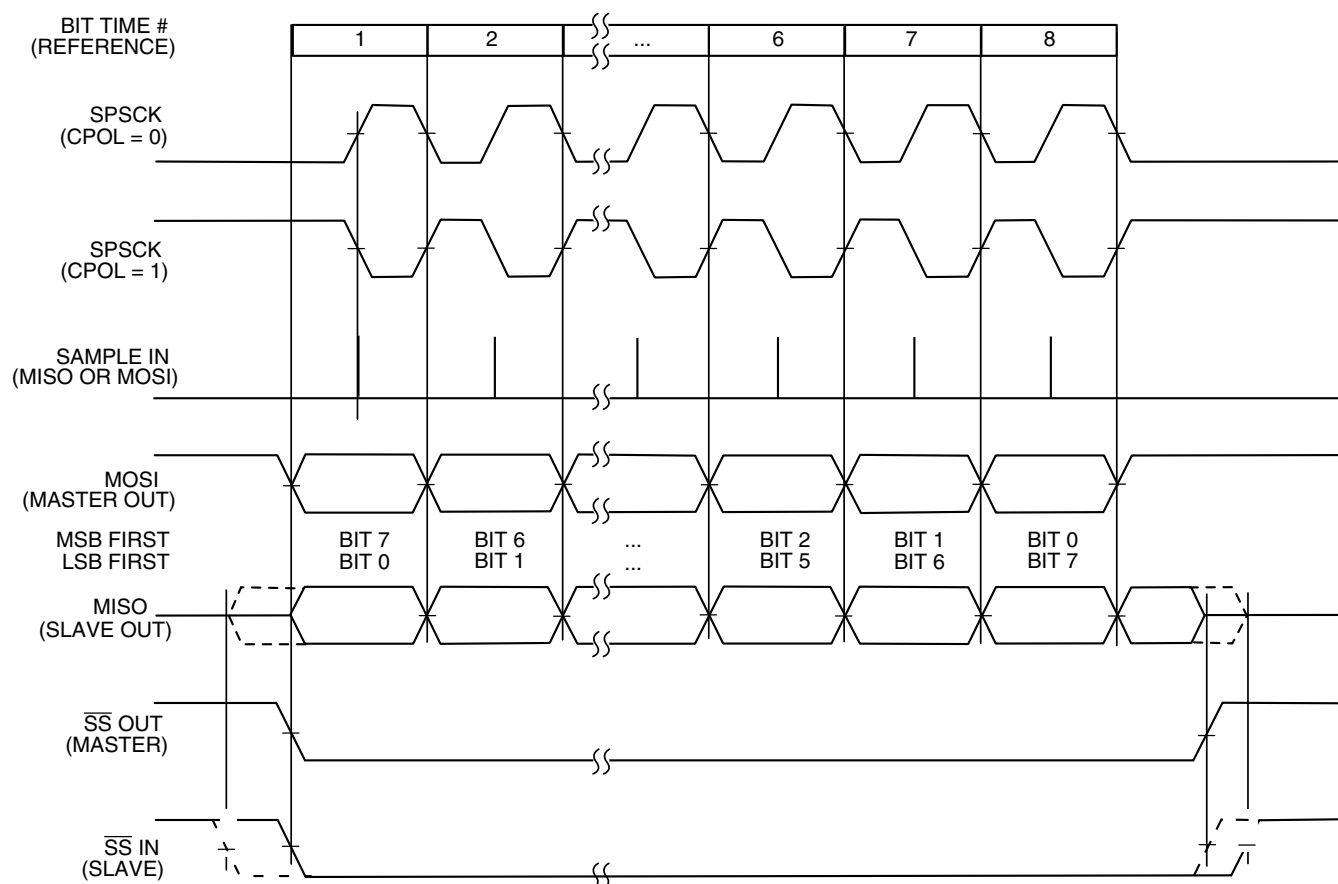 BIT TIME #
(REFERENCE)
1 2 ... 6 7 8
SPSCK
(CPOL = 0)
SPSCK
(CPOL = 1)
SAMPLE IN
(MISO OR MOSI)
MOSI
(MASTER OUT)
MSB FIRST BIT 7 BIT 6 ... BIT 2 BIT 1 BIT 0
LSB FIRST BIT 0 BIT 1 ... BIT 5 BIT 6 BIT 7
MISO
(SLAVE OUT)
S̅S̅ OUT
(MASTER)
S̅S̅ IN
(SLAVE)